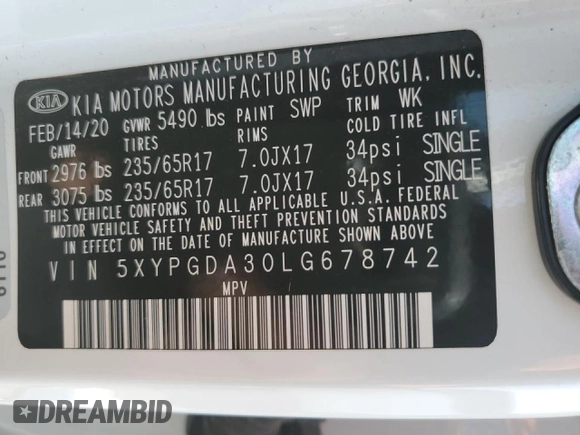 MANUFACTURED BY
KIA KIA MOTORS MANUFACTURING GEORGIA, INC.
FEB/14/20 GVWR 5490 lbs PAINT SWP TRIM WK
GAWR TIRES RIMS COLD TIRE INFL
FRONT 2976 lbs 235/65R17 7.0JX17 34psi SINGLE
REAR 3075 lbs 235/65R17 7.0JX17 34psi SINGLE
THIS VEHICLE CONFORMS TO ALL APPLICABLE U.S.A. FEDERAL
MOTOR VEHICLE SAFETY AND THEFT PREVENTION STANDARDS
IN EFFECT ON THE DATE OF MANUFACTURE SHOWN ABOVE.
VIN 5XYPGDA30LG678742
MPV
DREAMBID